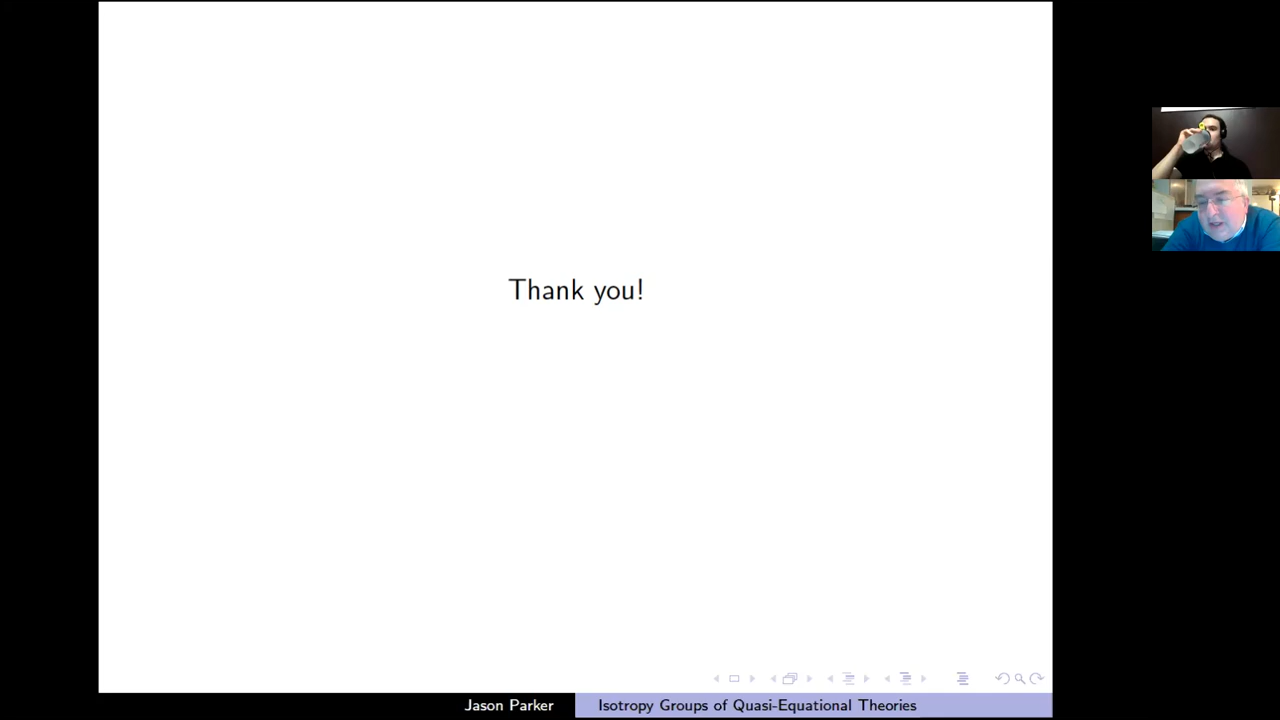 Thank you!
Jason Parker
Isotropy Groups of Quasi-Equational Theories